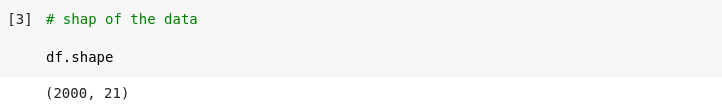 [3] # shap of the data
df.shape
(2000, 21)